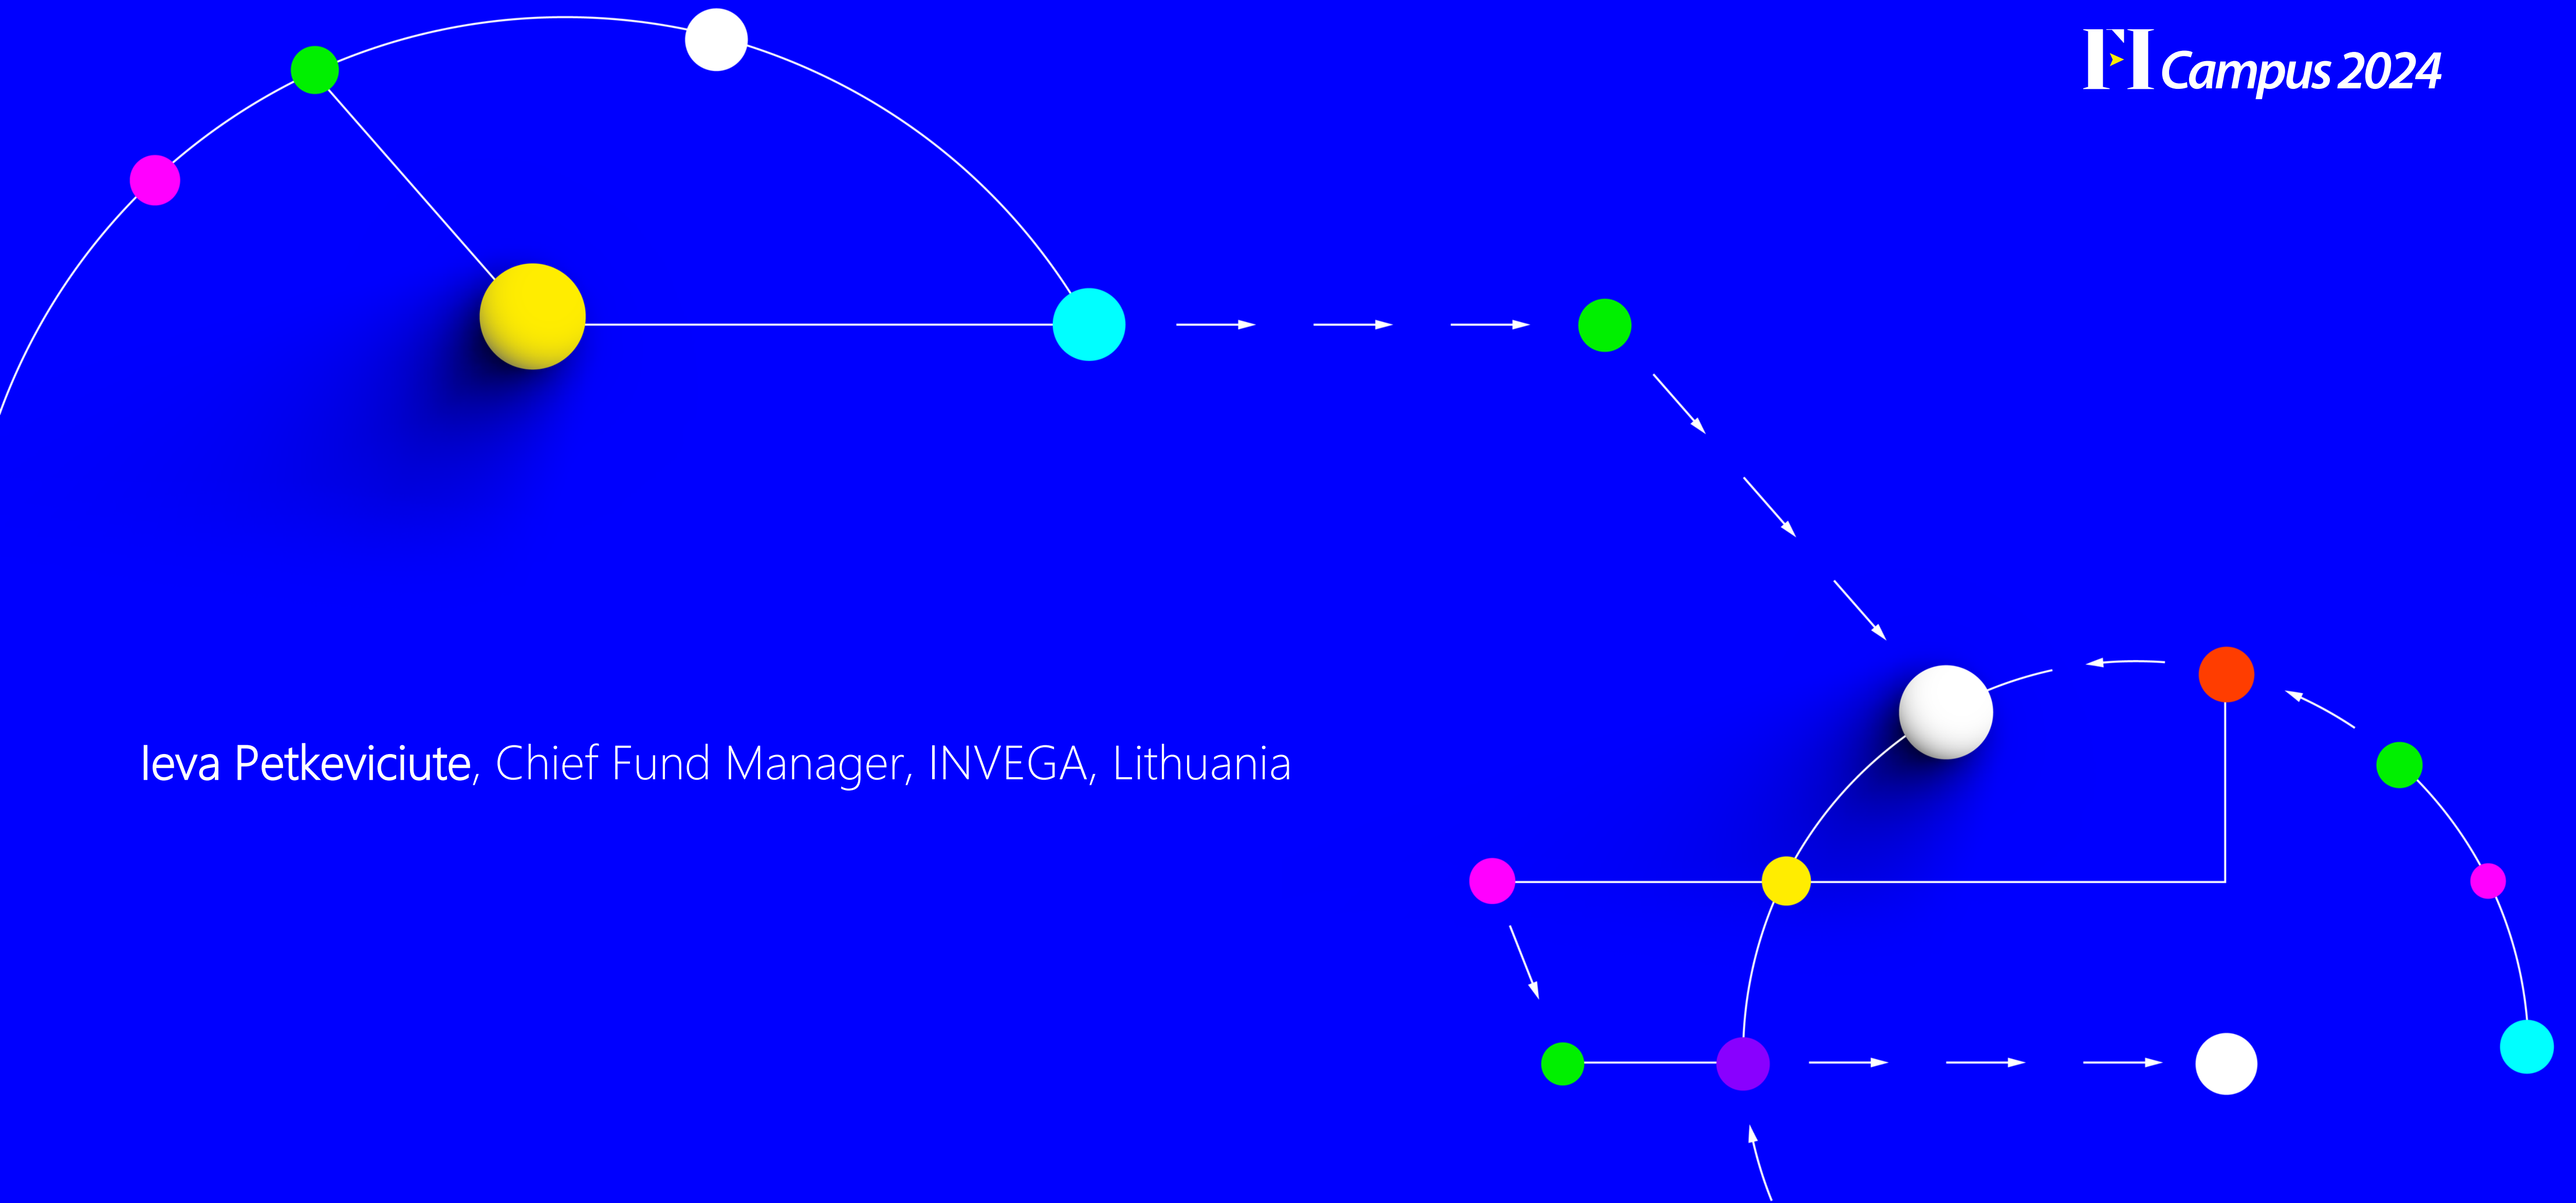 FI Campus 2024
Ieva Petkeviciute, Chief Fund Manager, INVEGA, Lithuania